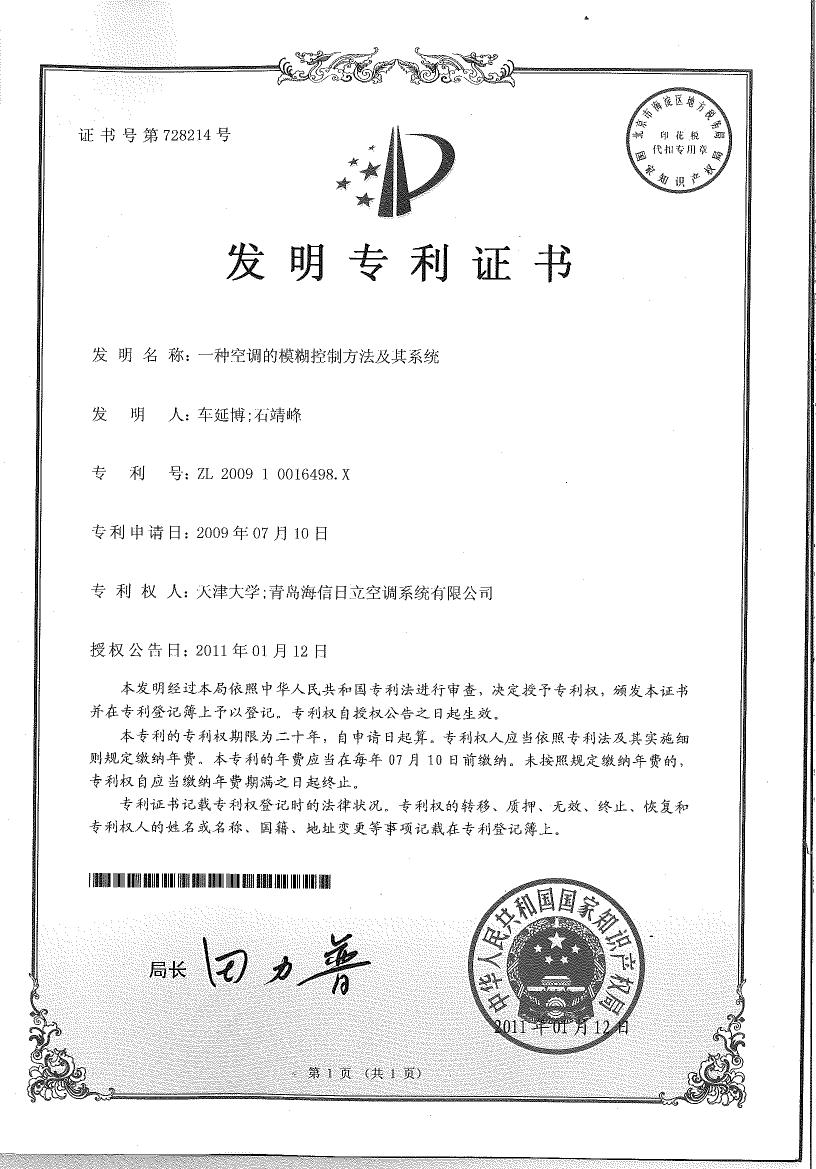 证书号第728214号
北京市海淀区地方税务局
印花税
代扣专用章
国家知识产权局
发明专利证书
发明名称：一种空调的模糊控制方法及其系统
发明人：车延博;石靖峰
专利号：ZL 2009 1 0016498.X
专利申请日：2009年07月10日
专利权人：天津大学;青岛海信日立空调系统有限公司
授权公告日：2011年01月12日
本发明经过本局依照中华人民共和国专利法进行审查，决定授予专利权，颁发本证书
并在专利登记簿上予以登记。专利权自授权公告之日起生效。
本专利的专利权期限为二十年，自申请日起算。专利权人应当依照专利法及其实施细
则规定缴纳年费。本专利的年费应当在每年07月10日前缴纳。未按照规定缴纳年费的，
专利权自应当缴纳年费期满之日起终止。
专利证书记载专利权登记时的法律状况。专利权的转移、质押、无效、终止、恢复和
专利权人的姓名或名称、国籍、地址变更等事项记载在专利登记簿上。
局长 田力普
中华人民共和国国家知识产权局
2011年01月12日
第1页（共1页）